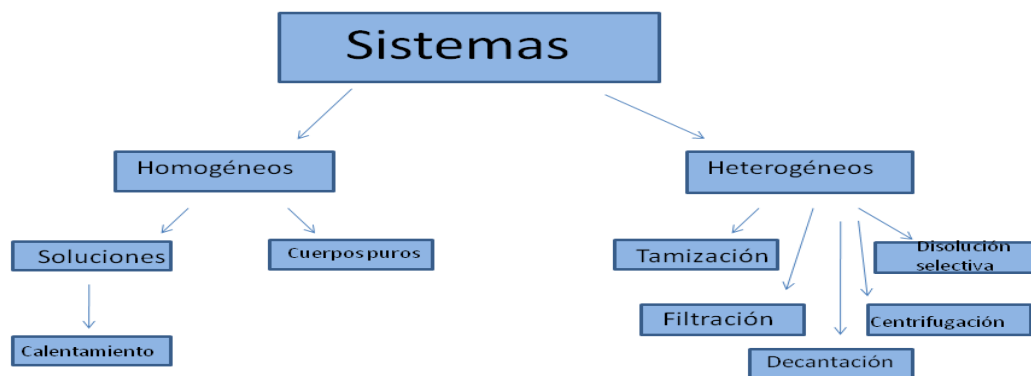 Sistemas
Homogéneos
Heterogéneos
Soluciones
Cuerpos puros
Tamización
Disolución
selectiva
Calentamiento
Filtración
Centrifugación
Decantación